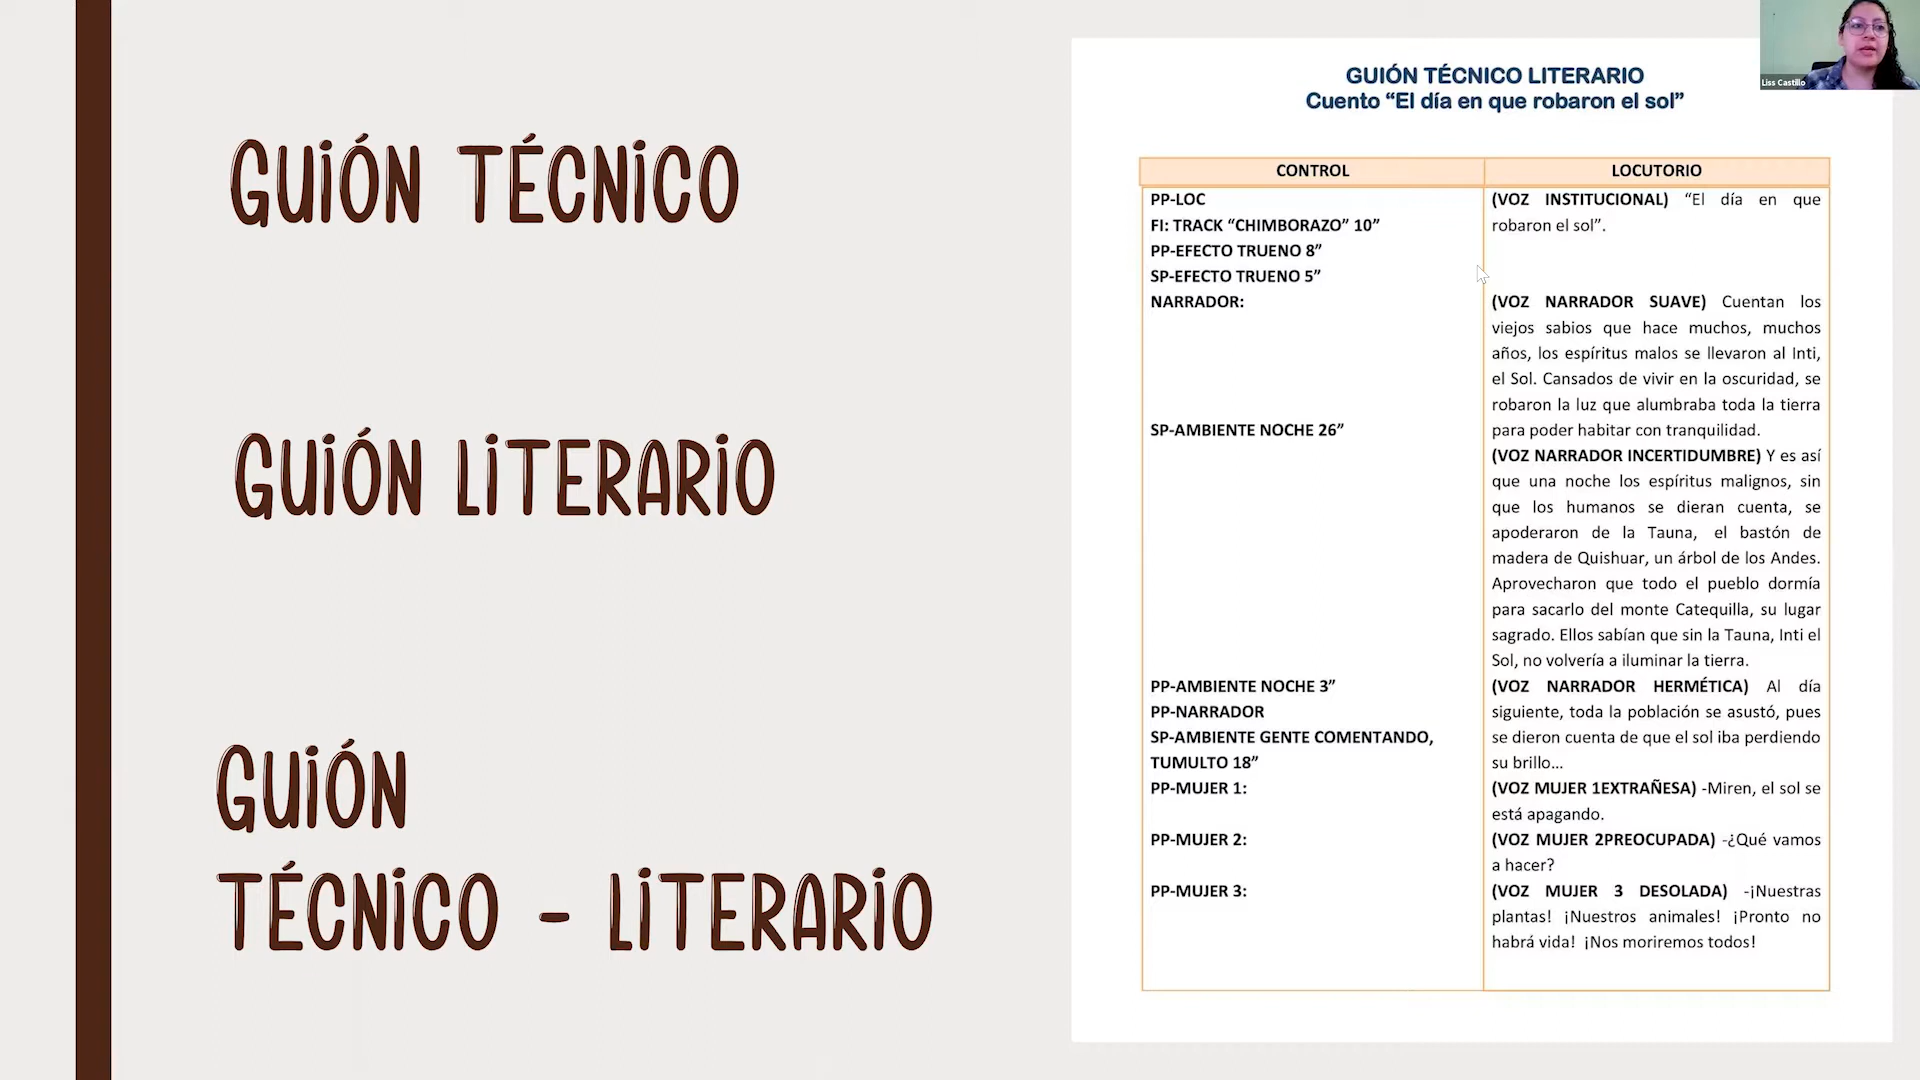 GUIÓN TÉCNICO
GUIÓN LITERARIO
GUIÓN
TÉCNICO - LITERARIO
GUIÓN TÉCNICO LITERARIO
Cuento “El día en que robaron el sol”
CONTROL
PP-LOC
FI: TRACK “CHIMBORAZO” 10”
PP-EFECTO TRUENO 8”
SP-EFECTO TRUENO 5”
NARRADOR:
SP-AMBIENTE NOCHE 26”
PP-AMBIENTE NOCHE 3”
PP-NARRADOR
SP-AMBIENTE GENTE COMENTANDO,
TUMULTO 18”
PP-MUJER 1:
PP-MUJER 2:
PP-MUJER 3:
LOCUTORIO
(VOZ INSTITUCIONAL) “El día en que
robaron el sol”.
(VOZ NARRADOR SUAVE) Cuentan los
viejos sabios que hace muchos, muchos
años, los espíritus malos se llevaron al Inti,
el Sol. Cansados de vivir en la oscuridad, se
robaron la luz que alumbraba toda la tierra
para poder habitar con tranquilidad.
(VOZ NARRADOR INCERTIDUMBRE) Y es así
que una noche los espíritus malignos, sin
que los humanos se dieran cuenta, se
apoderaron de la Tauna, el bastón de
madera de Quishuar, un árbol de los Andes.
Aprovecharon que todo el pueblo dormía
para sacarlo del monte Catequilla, su lugar
sagrado. Ellos sabían que sin la Tauna, Inti el
Sol, no volvería a iluminar la tierra.
(VOZ NARRADOR HERMÉTICA) Al día
siguiente, toda la población se asustó, pues
se dieron cuenta de que el sol iba perdiendo
su brillo...
(VOZ MUJER 1EXTRAÑESA) -Miren, el sol se
está apagando.
(VOZ MUJER 2PREOCUPADA) -¿Qué vamos
a hacer?
(VOZ MUJER 3 DESOLADA) -¡Nuestras
plantas! ¡Nuestros animales! ¡Pronto no
habrá vida! ¡Nos moriremos todos!
Liss Castillo